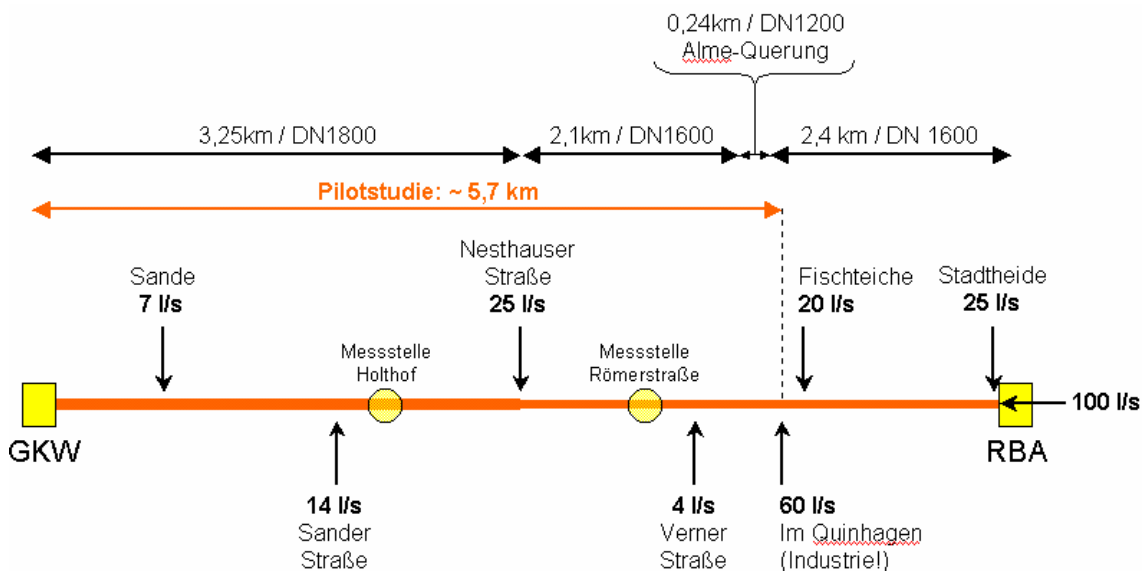 0,24km / DN1200
Alme-Querung
3,25km / DN1800
2,1km / DN1600
2,4 km / DN 1600
Pilotstudie: ~ 5,7 km
Sande
7 l/s
Nesthauser
Straße
25 l/s
Fischteiche
20 l/s
Stadtheide
25 l/s
Messstelle
Holthof
Messstelle
Römerstraße
100 l/s
GKW
RBA
14 l/s
Sander
Straße
4 l/s
Verner
Straße
60 l/s
Im Quinhagen
(Industrie!)